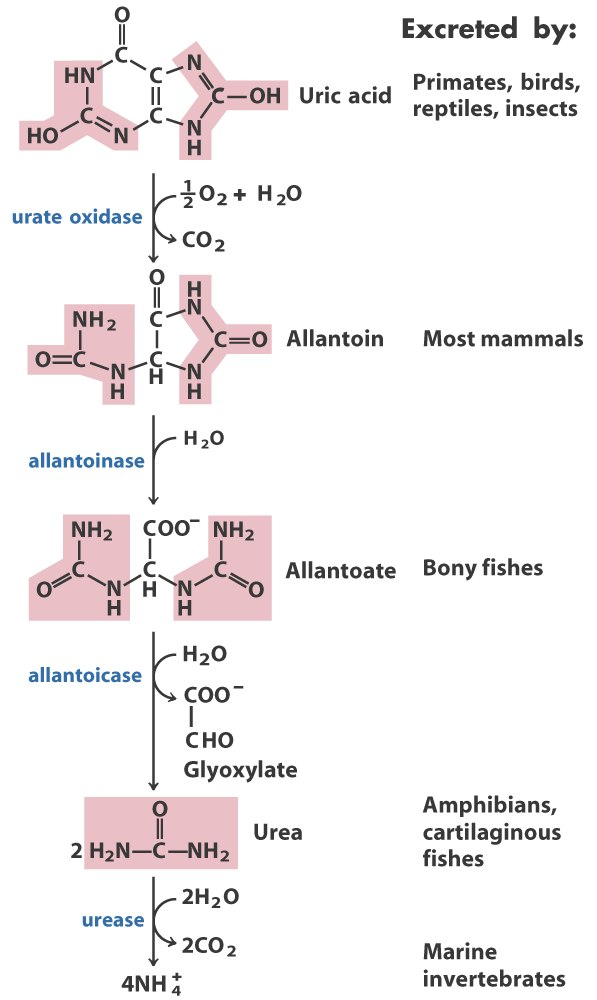 Excreted by:
O
HN C C N
C C C OH
HO N N
H
Uric acid
Primates, birds,
reptiles, insects
urate oxidase
1/2 O2 + H2O
CO2
O
NH2 C H
N
O=C C=O
N C N
H H H
Allantoin
Most mammals
allantoinase
H2O
NH2 COO− NH2
C C
O N C N O
H H H
Allantoate
Bony fishes
allantoicase
H2O
COO−
CHO
Glyoxylate
O
2 H2N—C—NH2
Urea
Amphibians,
cartilaginous
fishes
urease
2H2O
2CO2
4NH4+
Marine
invertebrates